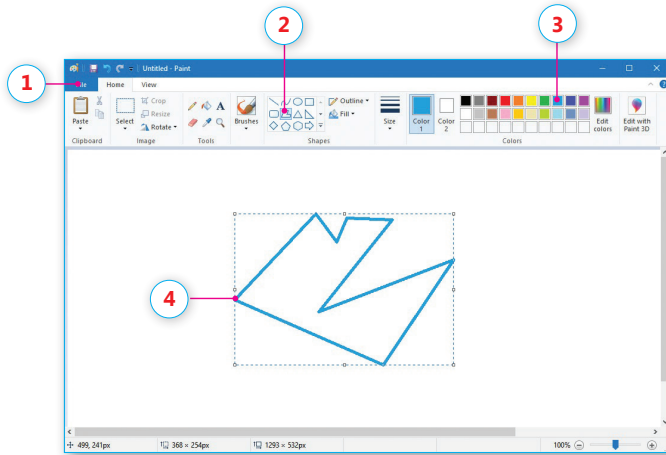 2
3
Untitled - Paint
1
File Home View
Paste
Select
Crop
Resize
Rotate
A
Brushes
Outline
Fill
Size
Color 1
Color 2
Edit colors
Edit with Paint 3D
Clipboard
Image
Tools
Shapes
Colors
4
499, 241px
368 × 254px
1293 × 532px
100%